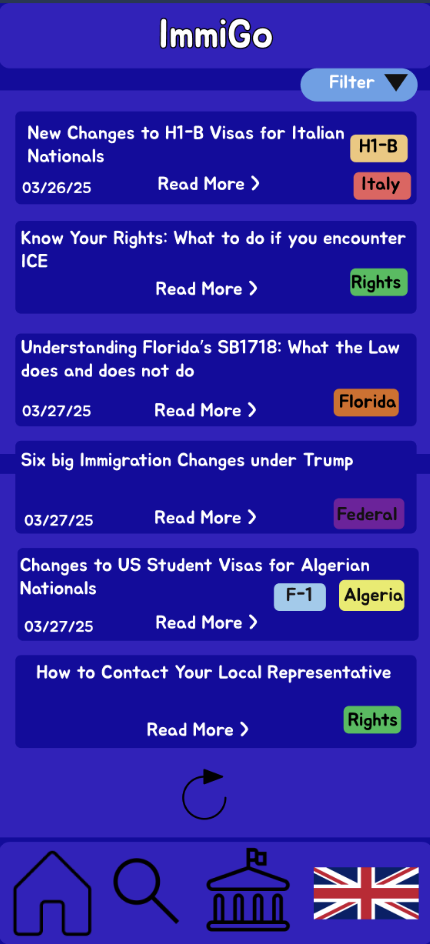 ImmiGo
Filter
New Changes to H1-B Visas for Italian
Nationals
H1-B
03/26/25
Read More >
Italy
Know Your Rights: What to do if you encounter
ICE
Read More >
Rights
Understanding Florida's SB1718: What the Law
does and does not do
03/27/25
Read More >
Florida
Six big Immigration Changes under Trump
03/27/25
Read More >
Federal
Changes to US Student Visas for Algerian
Nationals
F-1
Algeria
03/27/25
Read More >
How to Contact Your Local Representative
Read More >
Rights